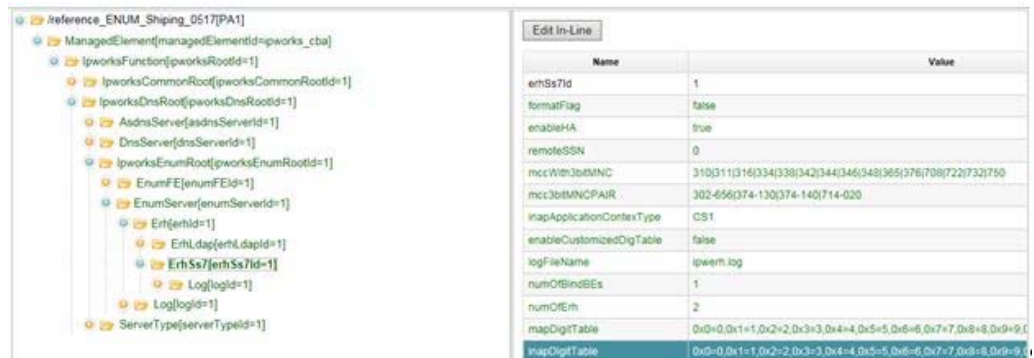 /reference_ENUM_Shiping_0517[PA1]
ManagedElement[managedElementId=ipworks_cba]
IpworksFunction[ipworksRootId=1]
IpworksCommonRoot[ipworksCommonRootId=1]
IpworksDnsRoot[ipworksDnsRootId=1]
AsdnsServer[asdnsServerId=1]
DnsServer[dnsServerId=1]
IpworksEnumRoot[ipworksEnumRootId=1]
EnumFE[enumFEId=1]
EnumServer[enumServerId=1]
Erh[erhId=1]
ErhLdap[erhLdapId=1]
ErhSs7[erhSs7Id=1]
Log[logId=1]
Log[logId=1]
ServerType[serverTypeId=1]
Edit In-Line
Name Value
erhSs7Id 1
formatFlag false
enableHA true
remoteSSN 0
mccWith3bitMNC 310|311|316|334|338|342|344|346|348|365|376|708|722|732|750
mcc3bitMNCPAIR 302-656|374-130|374-140|714-020
inapApplicationContexType CS1
enableCustomizedDigTable false
logFileName ipwerh.log
numOfBindBEs 1
numOfErh 2
mapDigitTable 0x0=0,0x1=1,0x2=2,0x3=3,0x4=4,0x5=5,0x6=6,0x7=7,0x8=8,0x9=9,0
inapDigitTable 0x0=0,0x1=1,0x2=2,0x3=3,0x4=4,0x5=5,0x6=6,0x7=7,0x8=8,0x9=9,0